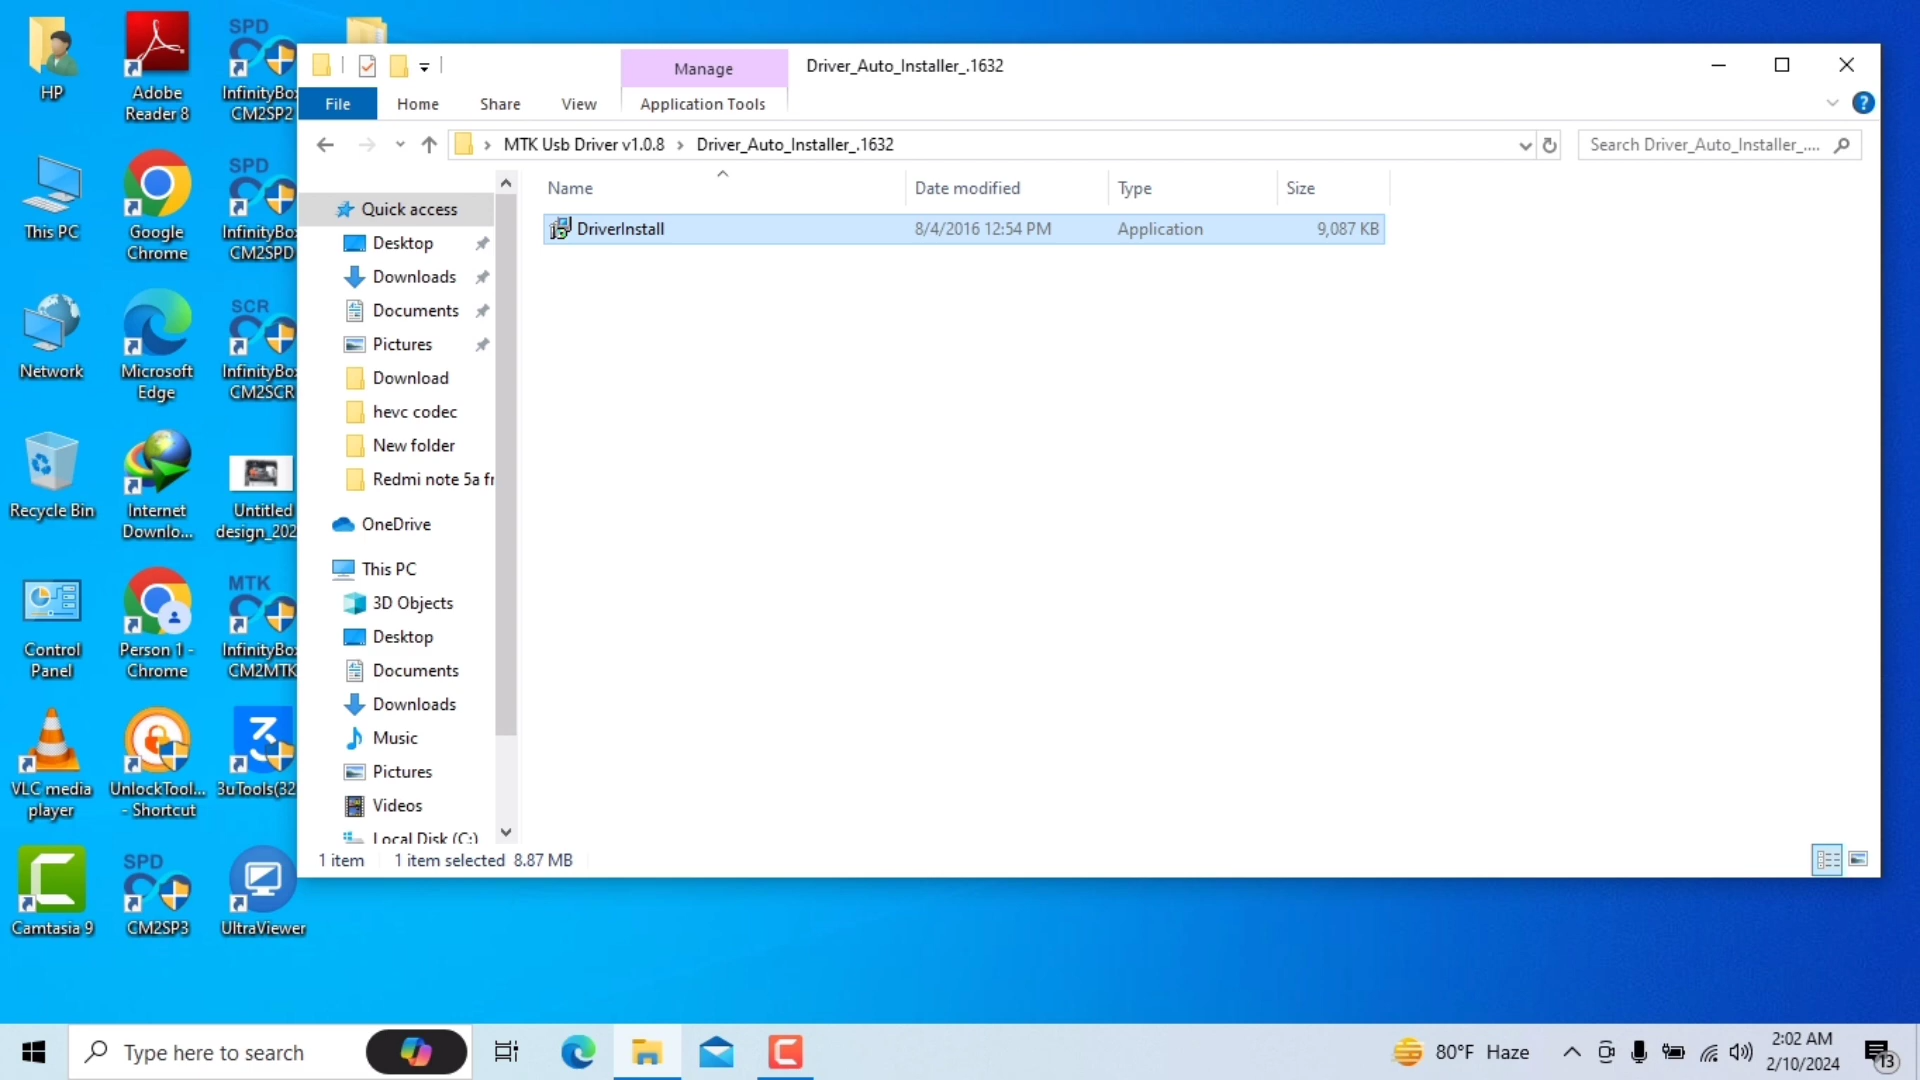 HP
Adobe
Reader 8
SPD
InfinityBo
CM2SP2
Manage
Driver_Auto_Installer_.1632
File
Home
Share
View
Application Tools
?
MTK Usb Driver v1.0.8
Driver_Auto_Installer_.1632
Search Driver_Auto_Installer_....
This PC
Google
Chrome
SPD
InfinityBo
CM2SPD
Name
Date modified
Type
Size
DriverInstall
8/4/2016 12:54 PM
Application
9,087 KB
Quick access
Desktop
Downloads
Documents
Pictures
Download
hevc codec
New folder
Redmi note 5a fr
OneDrive
This PC
3D Objects
Desktop
Documents
Downloads
Music
Pictures
Videos
Local Disk (C:)
1 item
1 item selected 8.87 MB
Network
Microsoft
Edge
SCR
InfinityBo
CM2SCR
Recycle Bin
Internet
Downlo...
Untitled
design_202
Control
Panel
Person 1 -
Chrome
MTK
InfinityBo
CM2MTK
VLC media
player
UnlockTool...
- Shortcut
3uTools(32
Camtasia 9
SPD
CM2SP3
UltraViewer
Type here to search
80°F Haze
2:02 AM
2/10/2024
13